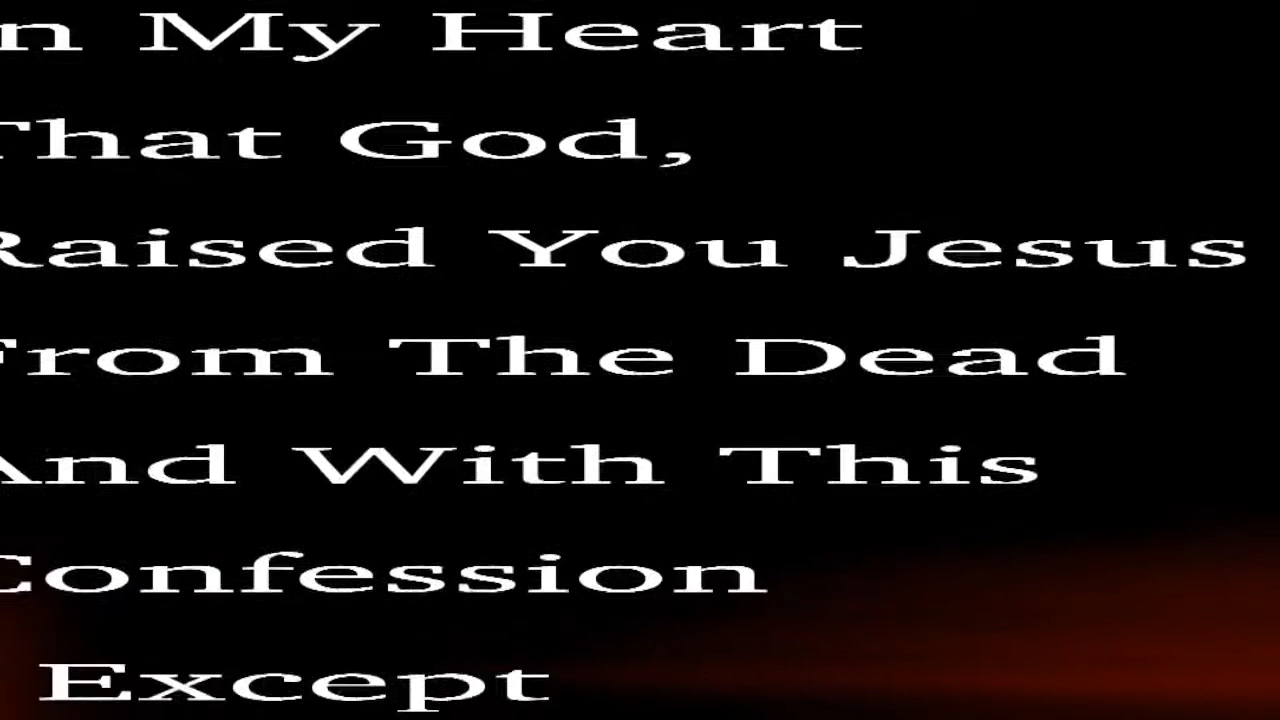 n My Heart
That God,
Raised You Jesus
From The Dead
And With This
Confession
Except